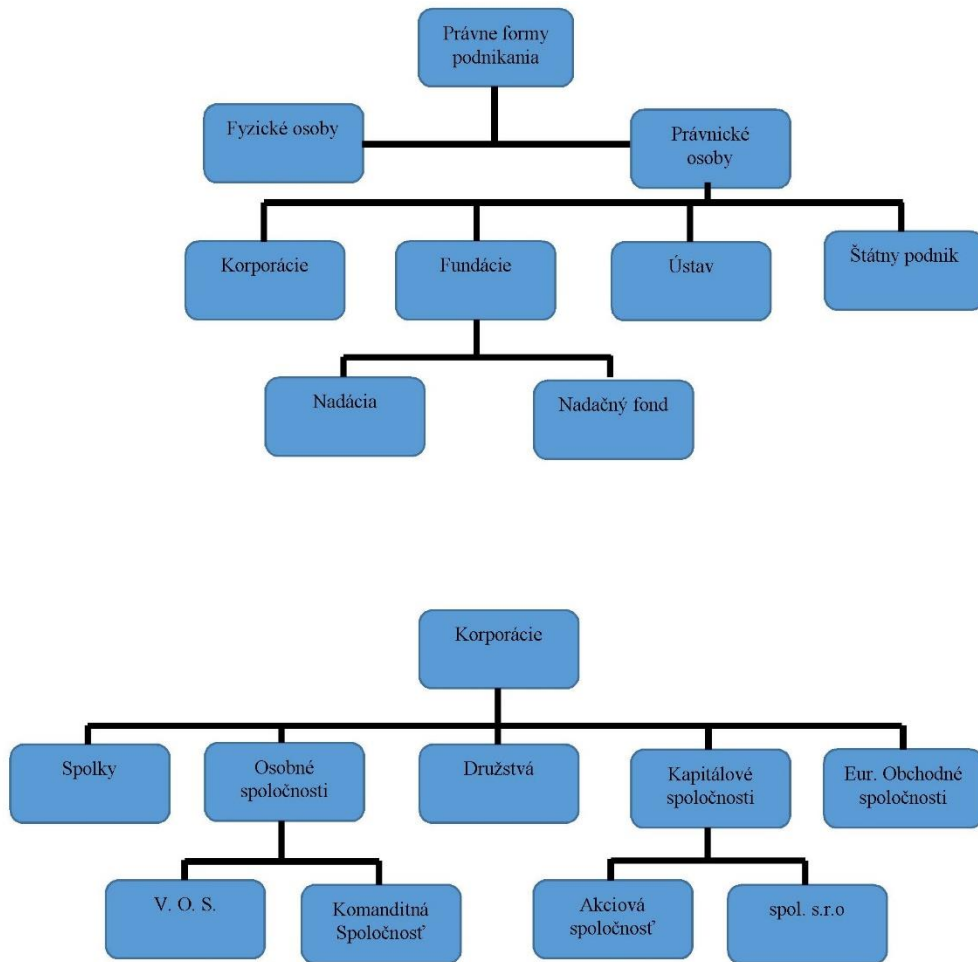 Právne formy
podnikania
Fyzické osoby
Právnické
osoby
Korporácie
Fundácie
Ústav
Štátny podnik
Nadácia
Nadačný fond
Korporácie
Spolky
Osobné
spoločnosti
Družstvá
Kapitálové
spoločnosti
Eur. Obchodné
spoločnosti
V. O. S.
Komanditná
Spoločnosť
Akciová
spoločnosť
spol. s.r.o